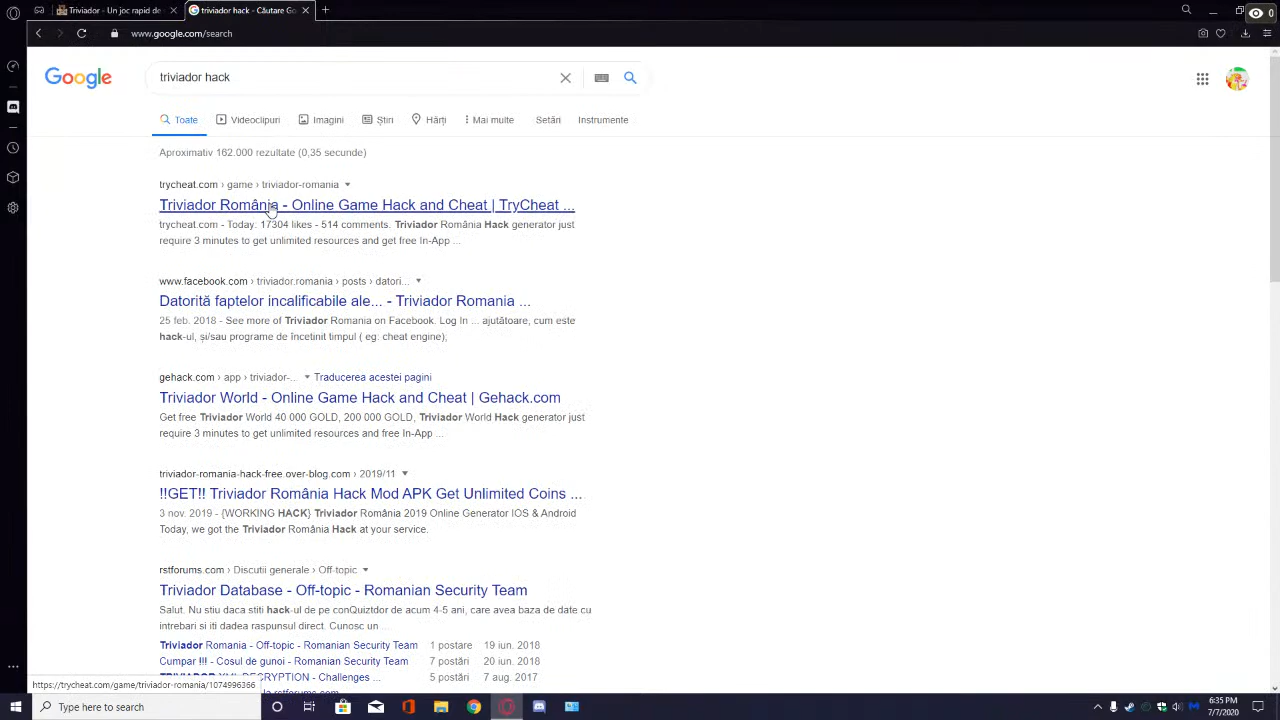 Triviador - Un joc rapid de
triviador hack - Căutare Go
0
www.google.com/search
Google
triviador hack
Toate
Videoclipuri
Imagini
Știri
Hărți
Mai multe
Setări
Instrumente
Aproximativ 162.000 rezultate (0,35 secunde)
trycheat.com › game › triviador-romania
Triviador România - Online Game Hack and Cheat | TryCheat ...
trycheat.com - Today. 17304 likes - 514 comments. Triviador România Hack generator just
require 3 minutes to get unlimited resources and get free In-App ...
www.facebook.com › triviador.romania › posts › datori...
Datorită faptelor incalificabile ale... - Triviador Romania ...
25 feb. 2018 - See more of Triviador Romania on Facebook. Log In ... ajutătoare, cum este
hack-ul, și/sau programe de încetinit timpul ( eg: cheat engine),
gehack.com › app › triviador-... Traducerea acestei pagini
Triviador World - Online Game Hack and Cheat | Gehack.com
Get free Triviador World 40 000 GOLD, 200 000 GOLD, Triviador World Hack generator just
require 3 minutes to get unlimited resources and free In-App ...
triviador-romania-hack-free.over-blog.com › 2019/11
!!GET!! Triviador România Hack Mod APK Get Unlimited Coins ...
3 nov. 2019 - {WORKING HACK} Triviador România 2019 Online Generator IOS & Android
Today, we got the Triviador România Hack at your service.
rstforums.com › Discutii generale › Off-topic
Triviador Database - Off-topic - Romanian Security Team
Salut. Nu stiu daca stiti hack-ul de pe conQuiztdor de acum 4-5 ani, care avea baza de date cu
intrebari si iti dadea raspunsul direct. Cunosc un ...
Triviador Romania - Off-topic - Romanian Security Team 1 postare 19 iun. 2018
Cumpar !!! - Cosul de gunoi - Romanian Security Team 7 postări 20 iun. 2018
TRIVIADOR XML DECRYPTION - Challenges ... 5 postări 7 aug. 2017
la rstforums.com
https://trycheat.com/game/triviador-romania/1074996366
Type here to search
6:35 PM
7/7/2020